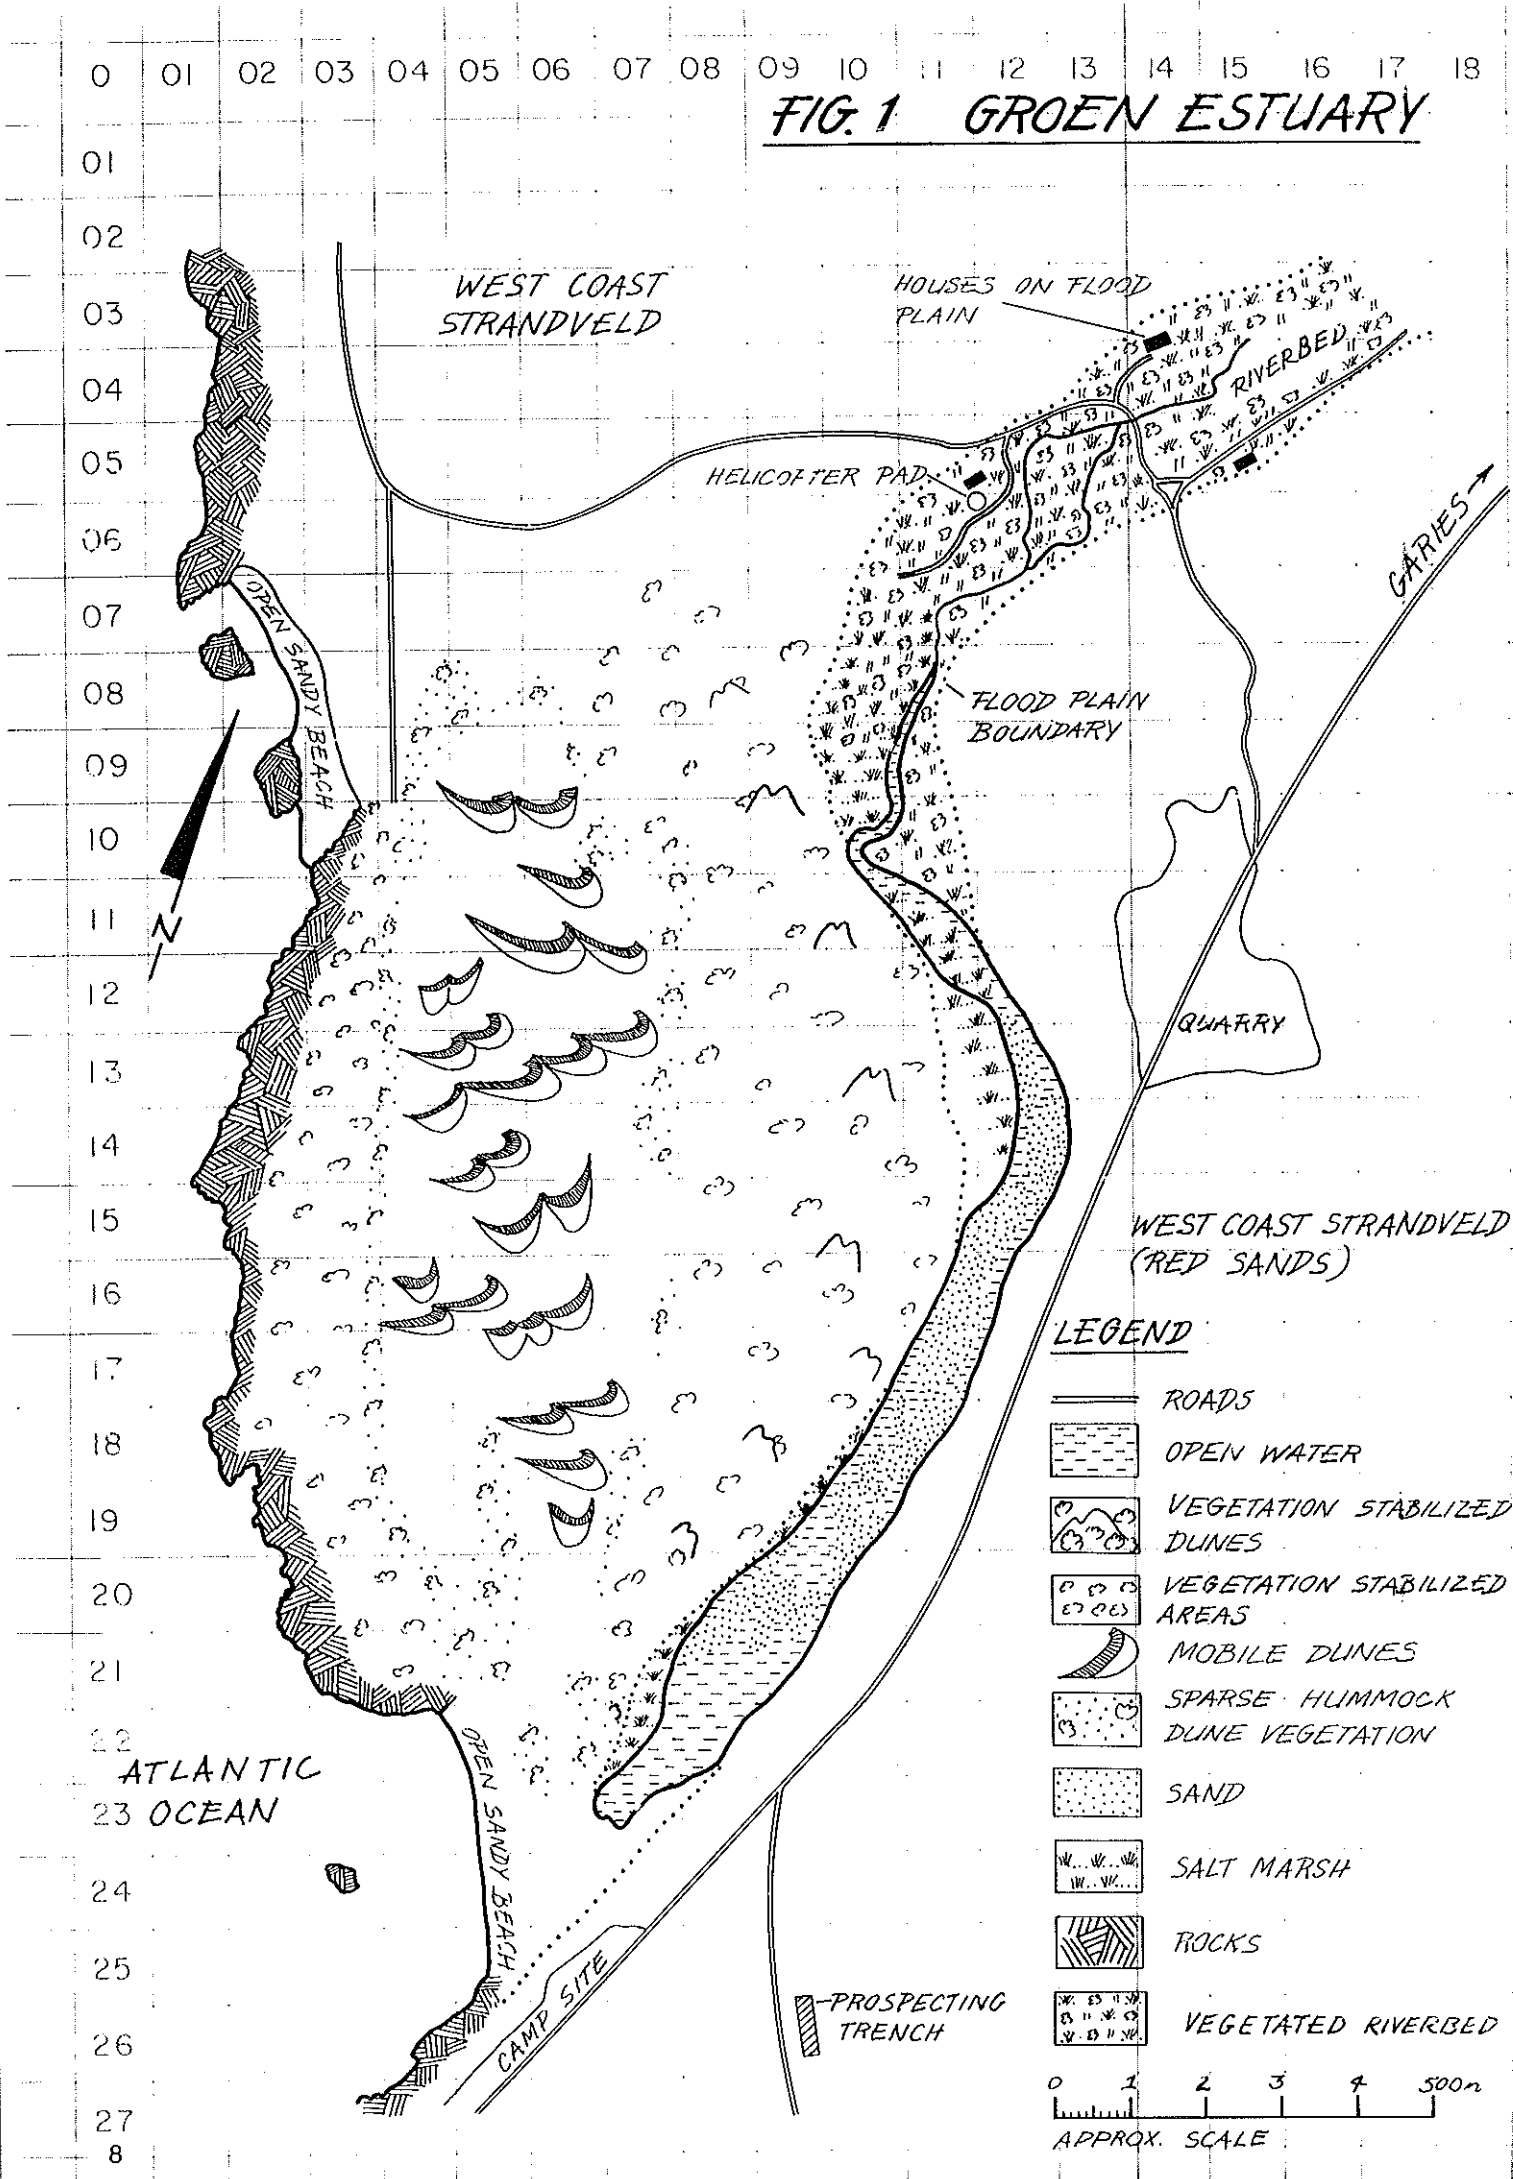 0 01 02 03 04 05 06 07 08 09 10 11 12 13 14 15 16 17 18
FIG. 1 GROEN ESTUARY
01
02
WEST COAST
STRANDVELD
HOUSES ON FLOOD
PLAIN
03
RIVERBED
04
05
HELICOPTER PAD
06
GARIES
OPEN SANDY BEACH
07
08
FLOOD PLAIN
BOUNDARY
09
10
11
N
12
QUARRY
13
14
15
WEST COAST STRANDVELD
(RED SANDS)
16
LEGEND
17
ROADS
18
OPEN WATER
19
VEGETATION STABILIZED
DUNES
20
VEGETATION STABILIZED
AREAS
21
MOBILE DUNES
SPARSE HUMMOCK
DUNE VEGETATION
22
ATLANTIC
OCEAN
OPEN SANDY BEACH
23
SAND
24
SALT MARSH
25
ROCKS
CAMP SITE
PROSPECTING
TRENCH
26
VEGETATED RIVERBED
0 1 2 3 4 500m
27
APPROX. SCALE
8